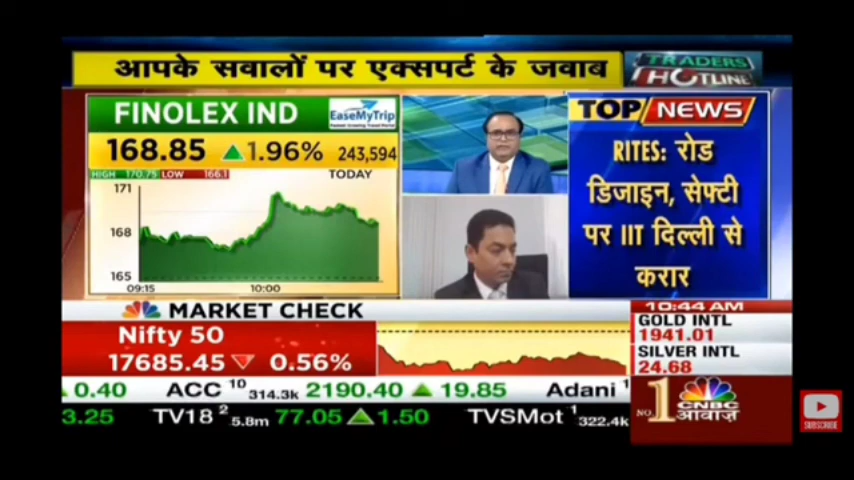 आपके सवालों पर एक्सपर्ट के जवाब
TRADERS
HOTLINE
FINOLEX IND
EaseMyTrip
168.85 ▲ 1.96% 243,594
HIGH 170.75 LOW 166.1
TODAY
171
168
165
09:15 10:00
TOP NEWS
RITES: रोड
डिजाइन, सेफ्टी
पर IIT दिल्ली से
करार
MARKET CHECK
Nifty 50
17685.45 ▼ 0.56%
10:44 AM
GOLD INTL
1941.01
SILVER INTL
24.68
0.40 ACC 1D 314.3k 2190.40 ▲ 19.85 Adani 1
3.25 TV18 2 5.8m 77.05 ▲ 1.50 TVSMot 1 322.4k
NO. 1 CNBC
आवाज़
SUBSCRIBE